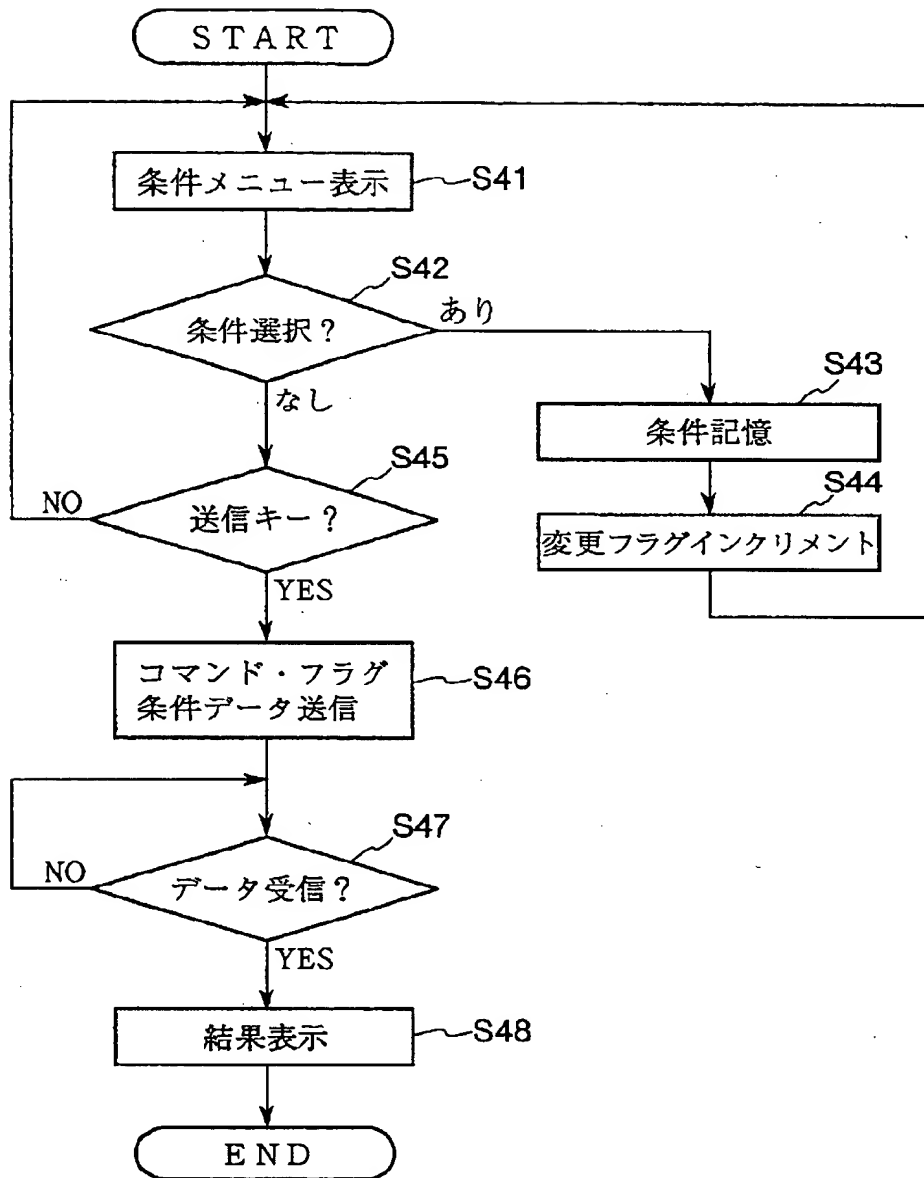 START
条件メニュー表示
S41
S42
条件選択？
あり
なし
S43
条件記憶
S44
変更フラグインクリメント
S45
NO
送信キー？
YES
コマンド・フラグ
条件データ送信
S46
S47
NO
データ受信？
YES
結果表示
S48
END